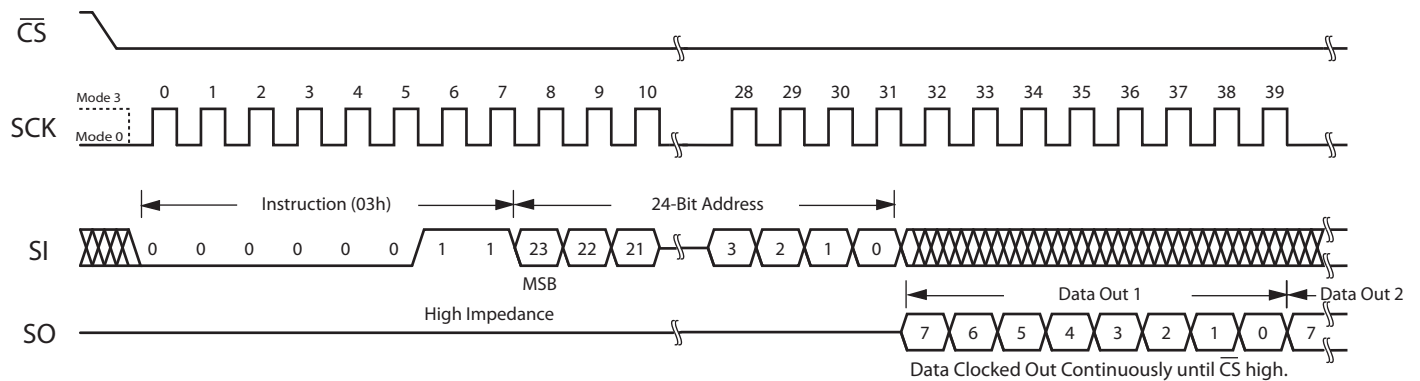 CS
0 1 2 3 4 5 6 7 8 9 10 28 29 30 31 32 33 34 35 36 37 38 39
Mode 3
SCK
Mode 0
Instruction (03h) 24-Bit Address
SI 0 0 0 0 0 0 1 1 23 22 21 3 2 1 0
MSB
Data Out 1 Data Out 2
High Impedance
SO 7 6 5 4 3 2 1 0 7
Data Clocked Out Continuously until CS high.